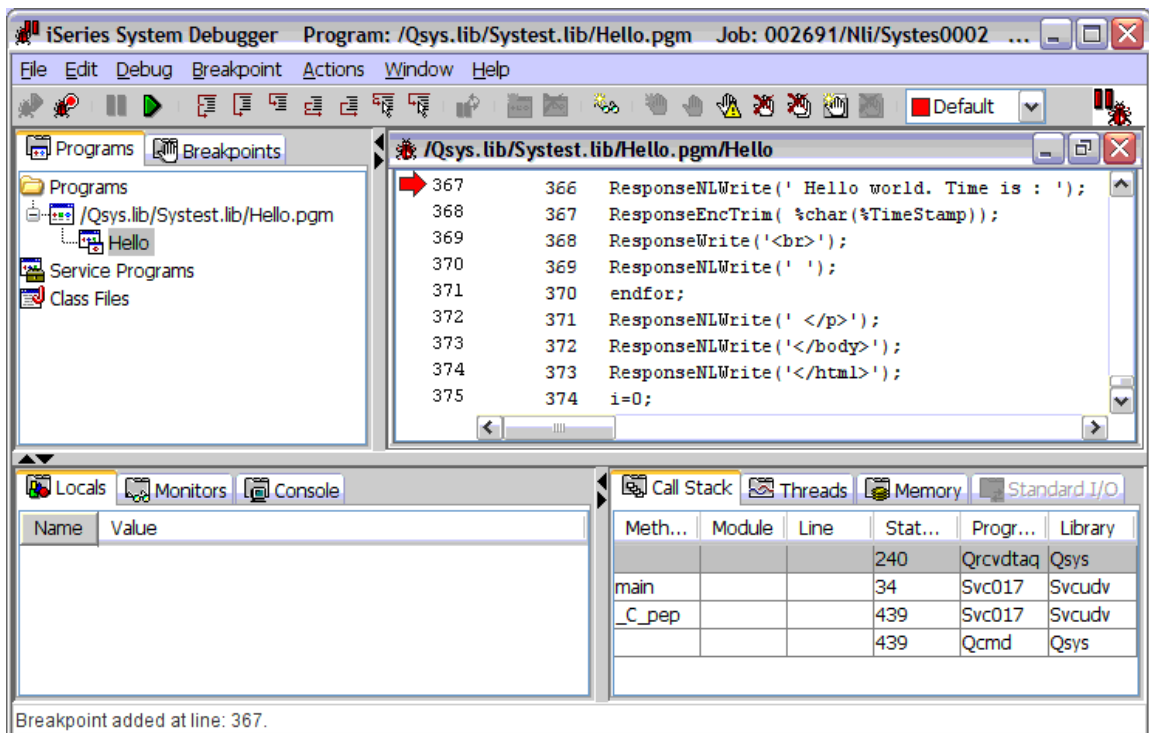 iSeries System Debugger Program: /Qsys.lib/Systest.lib/Hello.pgm Job: 002691/Nli/Systes0002 ...
File Edit Debug Breakpoint Actions Window Help
Default
Programs Breakpoints
Programs
/Qsys.lib/Systest.lib/Hello.pgm
Hello
Service Programs
Class Files
/Qsys.lib/Systest.lib/Hello.pgm/Hello
367 366 ResponseNLWrite(' Hello world. Time is : ');
368 367 ResponseEncTrim( %char(%TimeStamp));
369 368 ResponseWrite('<br>');
370 369 ResponseNLWrite(' ');
371 370 endfor;
372 371 ResponseNLWrite(' </p>');
373 372 ResponseNLWrite('</body>');
374 373 ResponseNLWrite('</html>');
375 374 i=0;
Locals Monitors Console
Name Value
Call Stack Threads Memory Standard I/O
Meth... Module Line Stat... Progr... Library
240 Qrcvdtaq Qsys
main 34 Svc017 Svcudv
_C_pep 439 Svc017 Svcudv
439 Qcmd Qsys
Breakpoint added at line: 367.